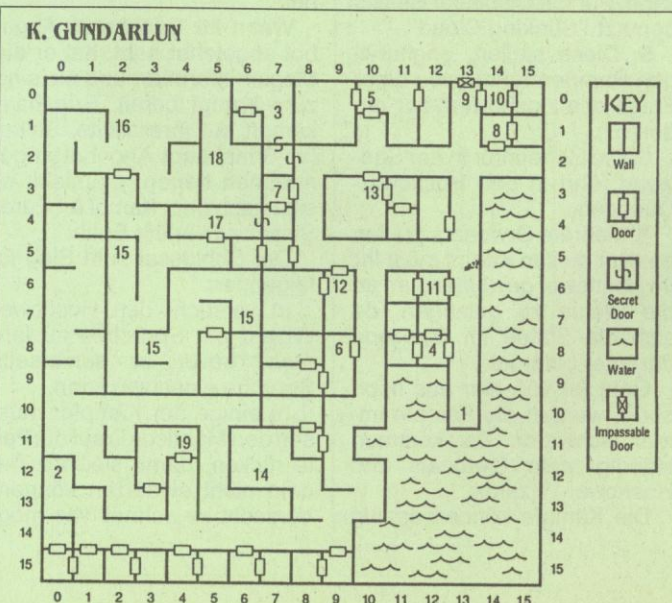 K. GUNDARLUN
0 1 2 3 4 5 6 7 8 9 10 11 12 13 14 15
0 3 5 9 10 0
1 16 8 1
2 18 2
3 7 13 3
4 17 4
5 15 5
6 12 11 6
7 15 7
8 15 6 4 8
9 9
10 10
11 19 11
12 2 14 12
13 13
14 14
15 15
0 1 2 3 4 5 6 7 8 9 10 11 12 13 14 15
KEY
Wall
Door
Secret
Door
Water
Impassable
Door